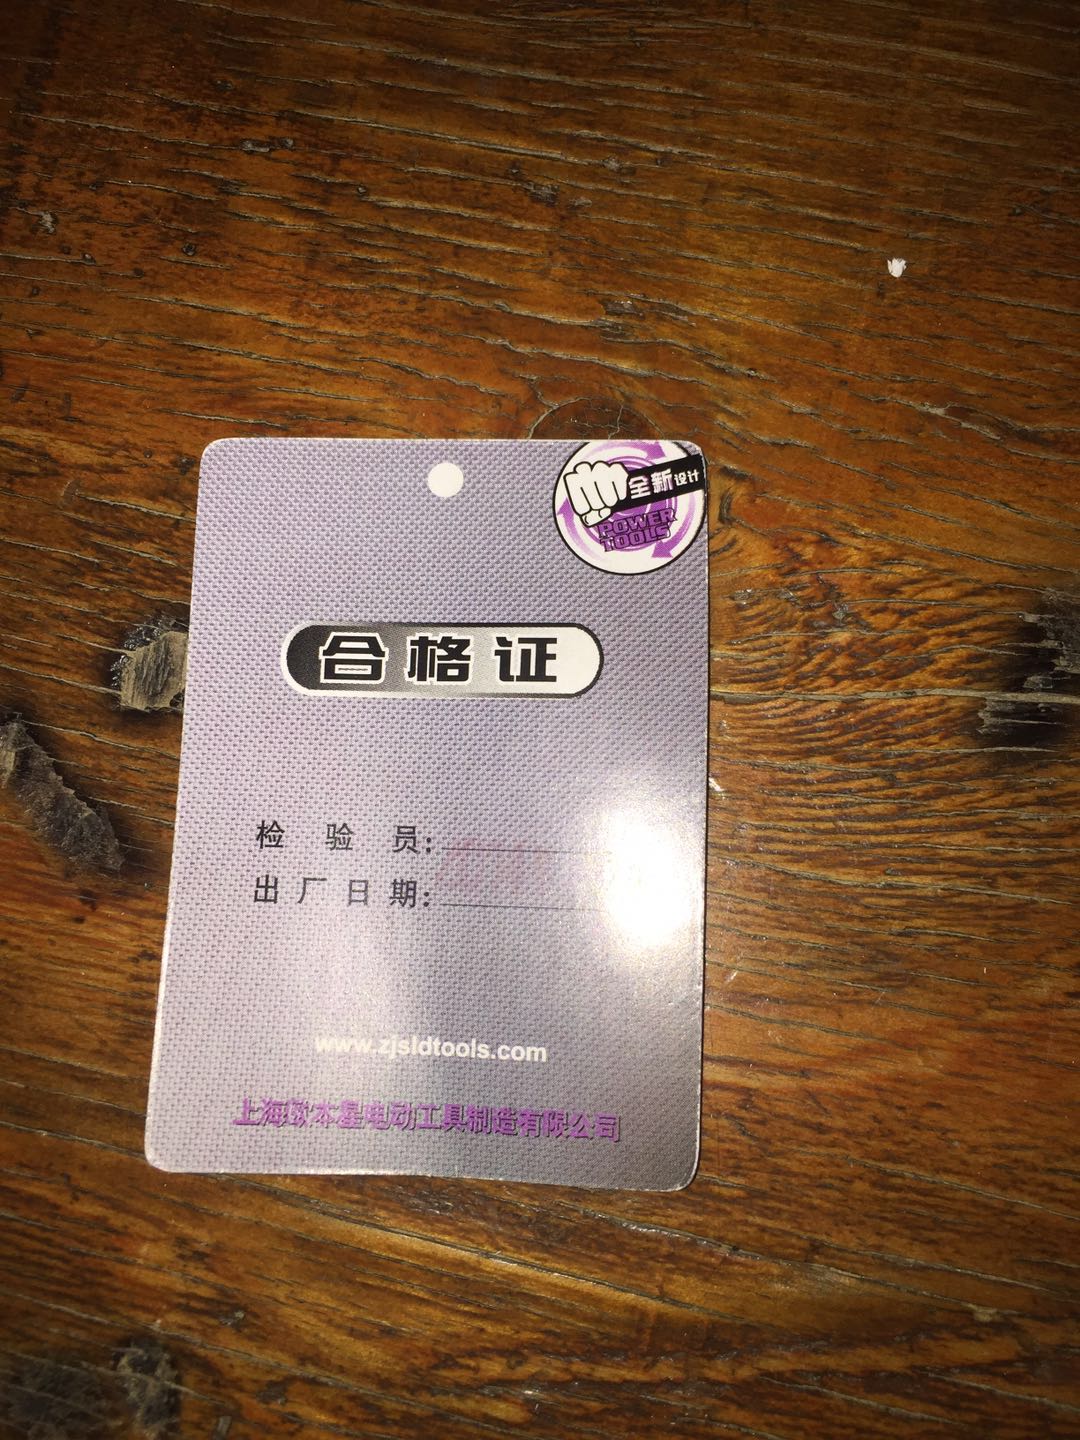 全新设计
POWER
TOOLS
合格证
检验员:
出厂日期:
www.zjsldtools.com
上海欧本星电动工具制造有限公司